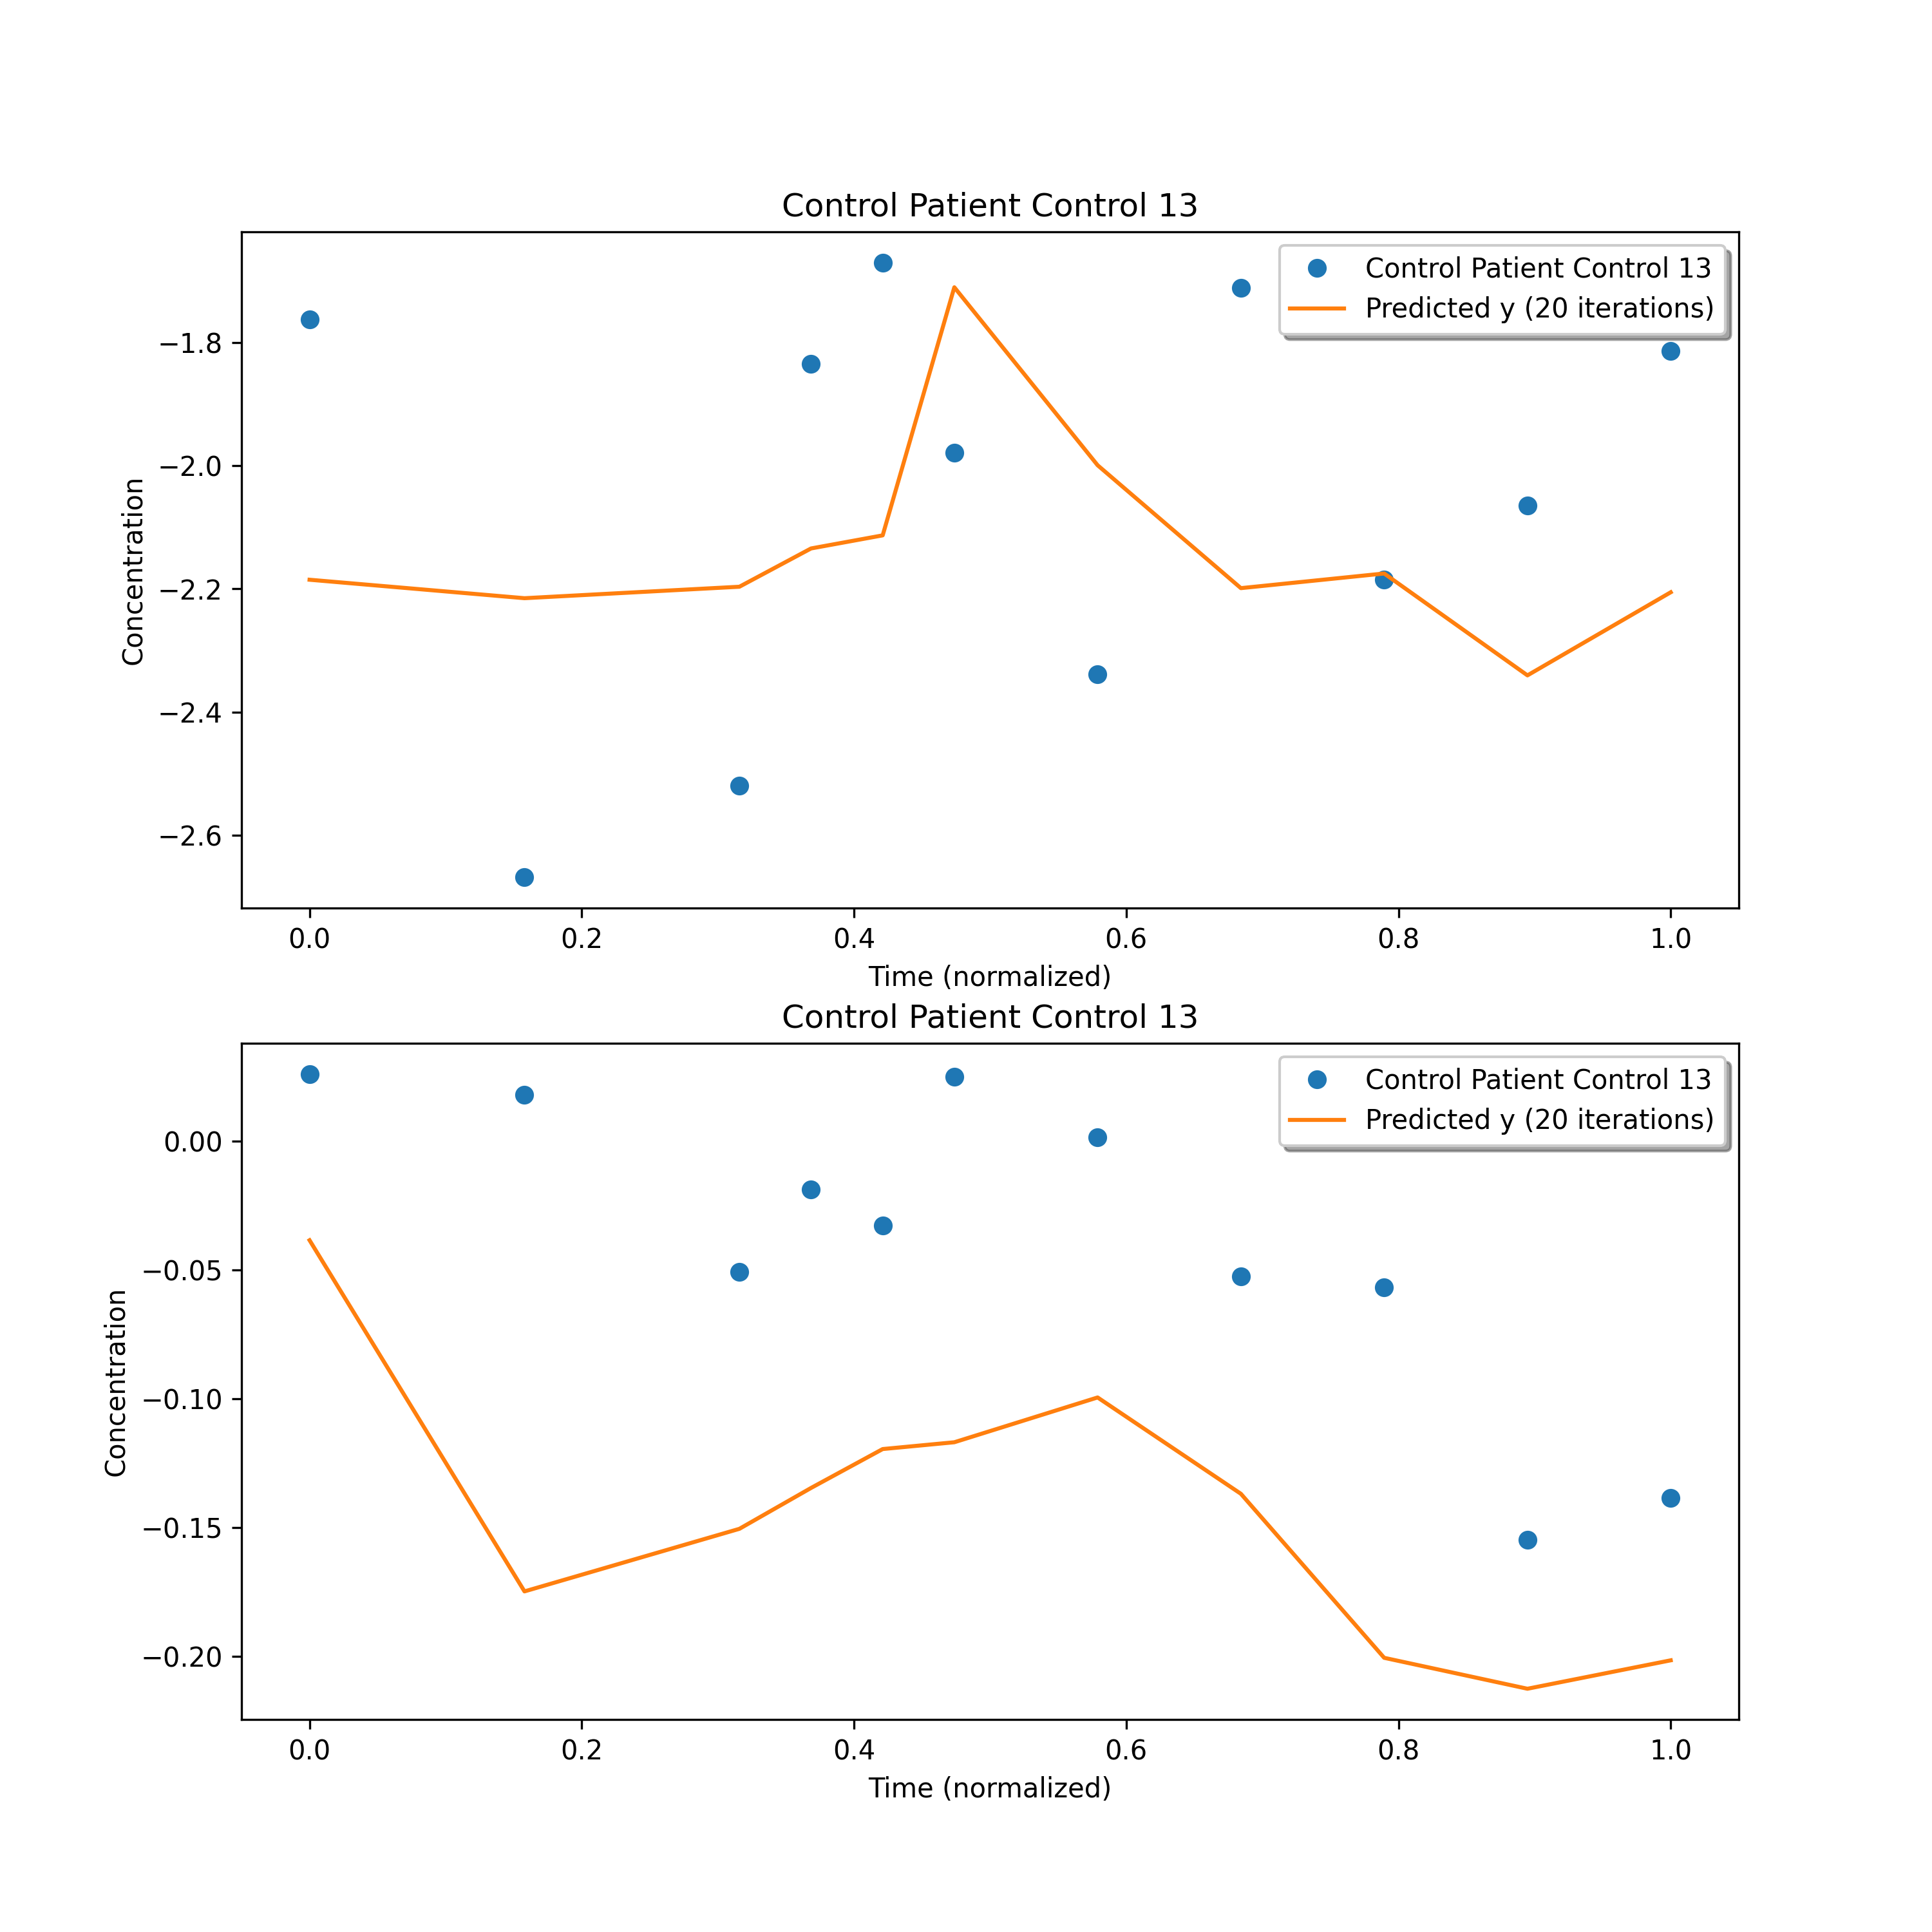 Control Patient Control 13
Control Patient Control 13
Predicted y (20 iterations)
−1.8
−2.0
−2.2
−2.4
−2.6
Concentration
0.0 0.2 0.4 0.6 0.8 1.0
Time (normalized)
Control Patient Control 13
Control Patient Control 13
Predicted y (20 iterations)
0.00
−0.05
−0.10
−0.15
−0.20
Concentration
0.0 0.2 0.4 0.6 0.8 1.0
Time (normalized)